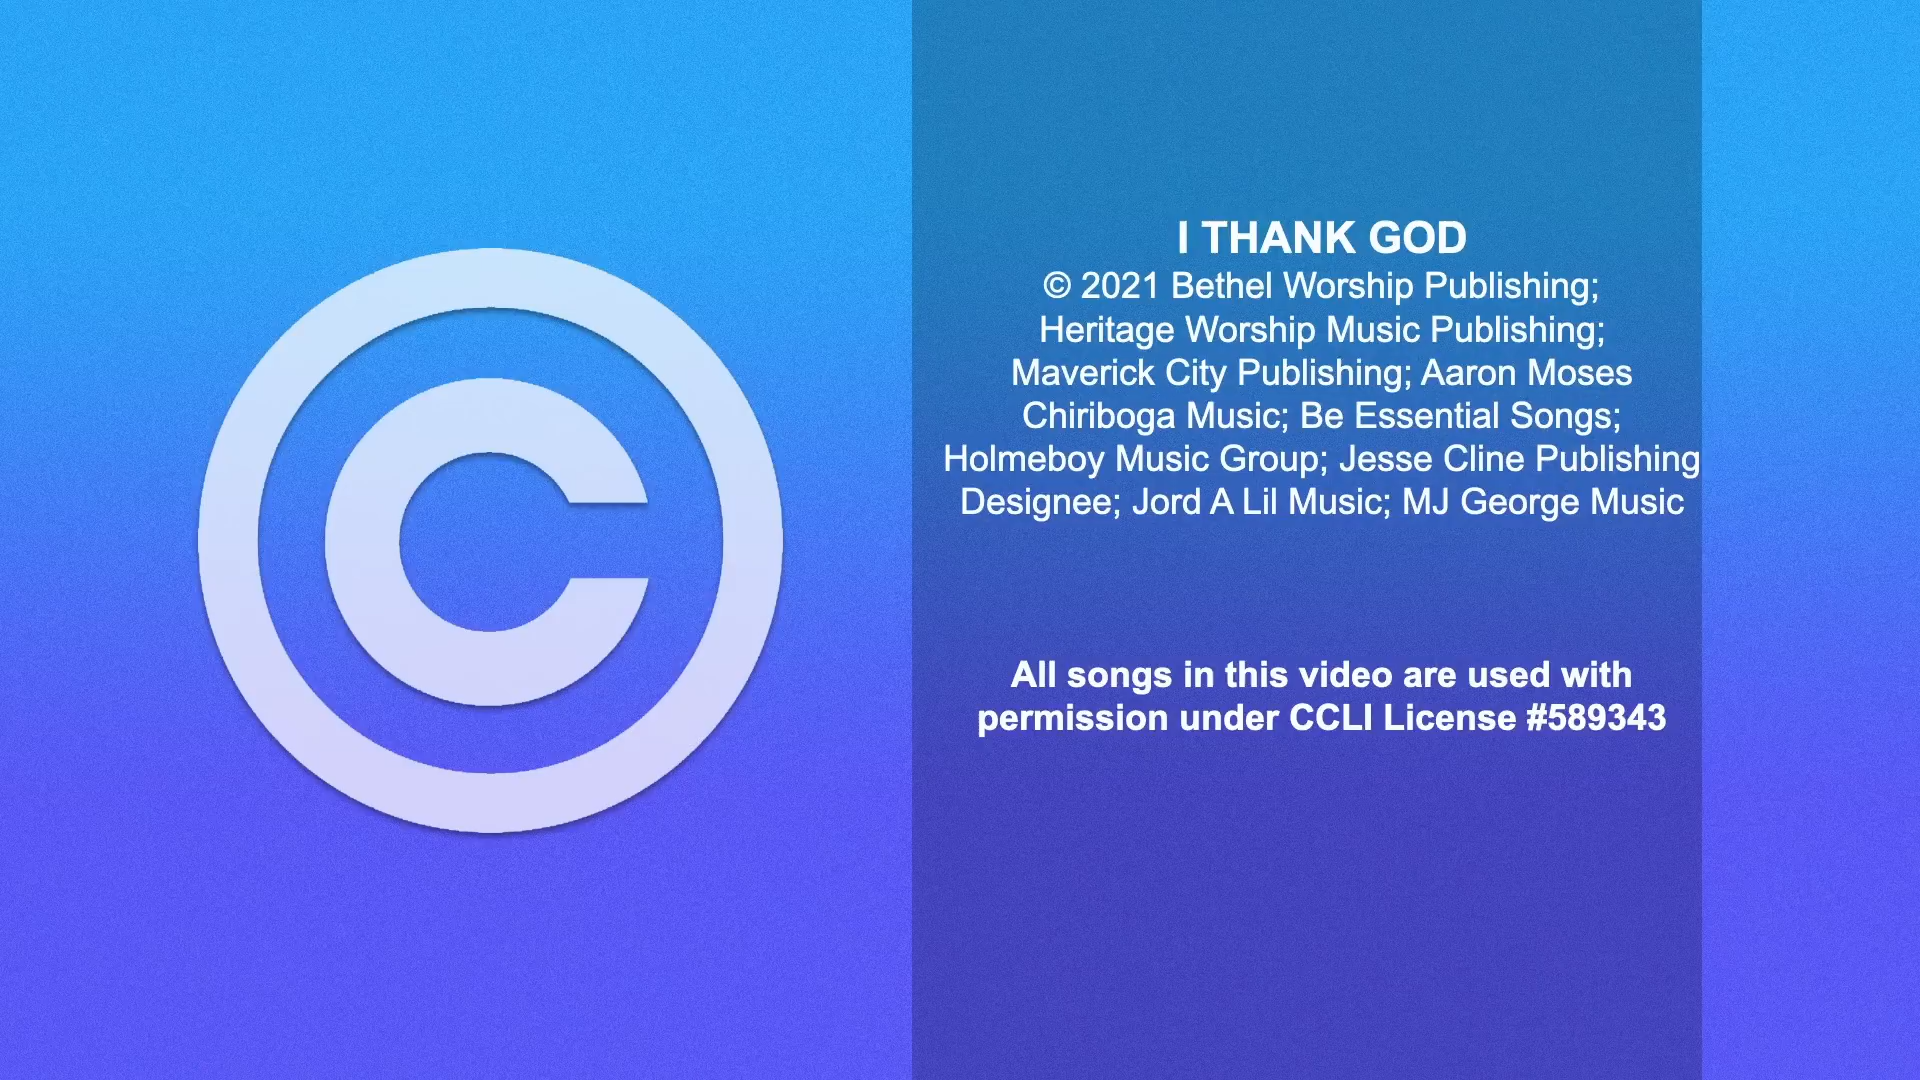 I THANK GOD
© 2021 Bethel Worship Publishing;
Heritage Worship Music Publishing;
Maverick City Publishing; Aaron Moses
Chiriboga Music; Be Essential Songs;
Holmeboy Music Group; Jesse Cline Publishing
Designee; Jord A Lil Music; MJ George Music
All songs in this video are used with
permission under CCLI License #589343